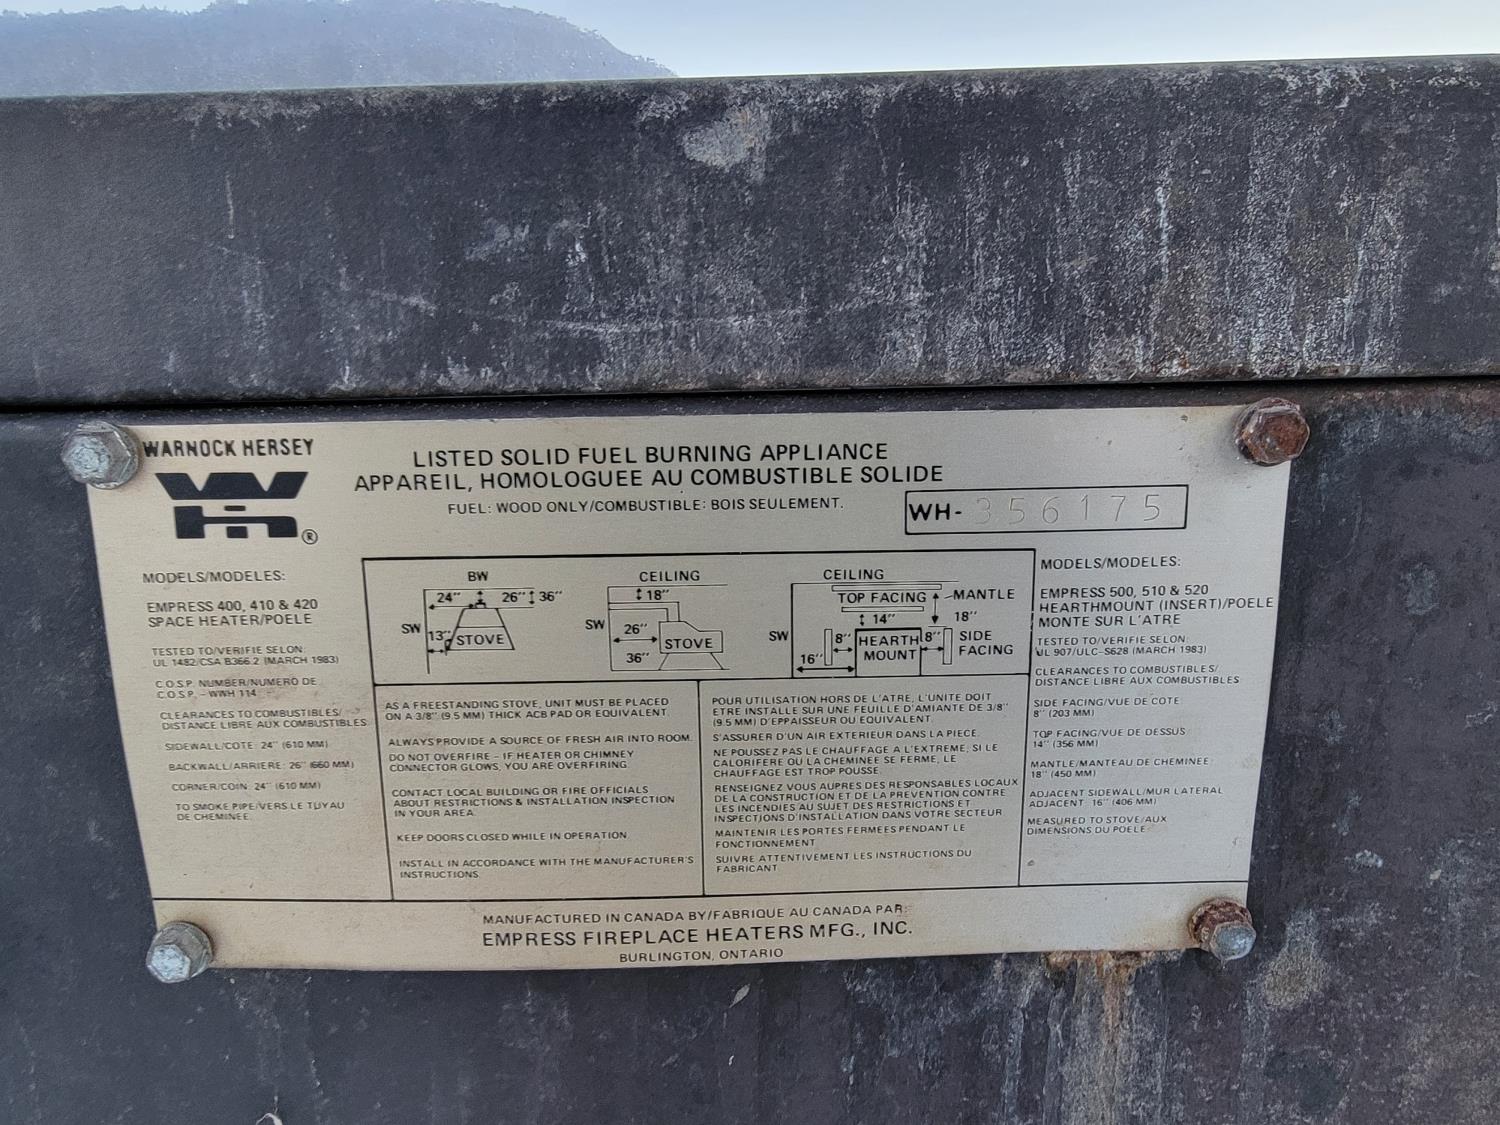 WARNOCK HERSEY
WH
®
LISTED SOLID FUEL BURNING APPLIANCE
APPAREIL, HOMOLOGUEE AU COMBUSTIBLE SOLIDE
FUEL: WOOD ONLY/COMBUSTIBLE: BOIS SEULEMENT.
WH- 356175
MODELS/MODELES:
EMPRESS 400, 410 & 420
SPACE HEATER/POELE
TESTED TO/VERIFIE SELON:
UL 1482/CSA B366.2 (MARCH 1983)
C.O.S.P. NUMBER/NUMERO DE
C.O.S.P. - WWH 114
CLEARANCES TO COMBUSTIBLES/
DISTANCE LIBRE AUX COMBUSTIBLES
SIDEWALL/COTE: 24" (610 MM)
BACKWALL/ARRIERE: 26" (660 MM)
CORNER/COIN: 24" (610 MM)
TO SMOKE PIPE/VERS LE TUYAU
DE CHEMINEE.
BW
24" 26" 36"
SW
13" STOVE
CEILING
18"
SW
26" STOVE
36"
CEILING
TOP FACING MANTLE
14" 18"
SW
8" HEARTH 8" SIDE
MOUNT FACING
16"
AS A FREESTANDING STOVE, UNIT MUST BE PLACED
ON A 3/8" (9.5 MM) THICK ACB PAD OR EQUIVALENT.
ALWAYS PROVIDE A SOURCE OF FRESH AIR INTO ROOM.
DO NOT OVERFIRE - IF HEATER OR CHIMNEY
CONNECTOR GLOWS, YOU ARE OVERFIRING.
CONTACT LOCAL BUILDING OR FIRE OFFICIALS
ABOUT RESTRICTIONS & INSTALLATION INSPECTION
IN YOUR AREA.
KEEP DOORS CLOSED WHILE IN OPERATION.
INSTALL IN ACCORDANCE WITH THE MANUFACTURER'S
INSTRUCTIONS.
POUR UTILISATION HORS DE L'ATRE, L'UNITE DOIT
ETRE INSTALLE SUR UNE FEUILLE D'AMIANTE DE 3/8"
(9.5 MM) D'EPPAISSEUR OU EQUIVALENT.
S'ASSURER D'UN AIR EXTERIEUR DANS LA PIECE.
NE POUSSEZ PAS LE CHAUFFAGE A L'EXTREME, SI LE
CALORIFERE OU LA CHEMINEE SE FERME, LE
CHAUFFAGE EST TROP POUSSE.
RENSEIGNEZ VOUS AUPRES DES RESPONSABLES LOCAUX
DE LA CONSTRUCTION ET DE LA PREVENTION CONTRE
LES INCENDIES AU SUJET DES RESTRICTIONS ET
INSPECTIONS D'INSTALLATION DANS VOTRE SECTEUR
MAINTENIR LES PORTES FERMEES PENDANT LE
FONCTIONNEMENT
SUIVRE ATTENTIVEMENT LES INSTRUCTIONS DU
FABRICANT
MODELS/MODELES:
EMPRESS 500, 510 & 520
HEARTHMOUNT (INSERT)/POELE
MONTE SUR L'ATRE
TESTED TO/VERIFIE SELON:
UL 907/ULC-S628 (MARCH 1983)
CLEARANCES TO COMBUSTIBLES/
DISTANCE LIBRE AUX COMBUSTIBLES
SIDE FACING/VUE DE COTE:
8" (203 MM)
TOP FACING/VUE DE DESSUS
14" (356 MM)
MANTLE/MANTEAU DE CHEMINEE:
18" (450 MM)
ADJACENT SIDEWALL/MUR LATERAL
ADJACENT: 16" (406 MM)
MEASURED TO STOVE/AUX
DIMENSIONS DU POELE
MANUFACTURED IN CANADA BY/FABRIQUE AU CANADA PAR:
EMPRESS FIREPLACE HEATERS MFG., INC.
BURLINGTON, ONTARIO